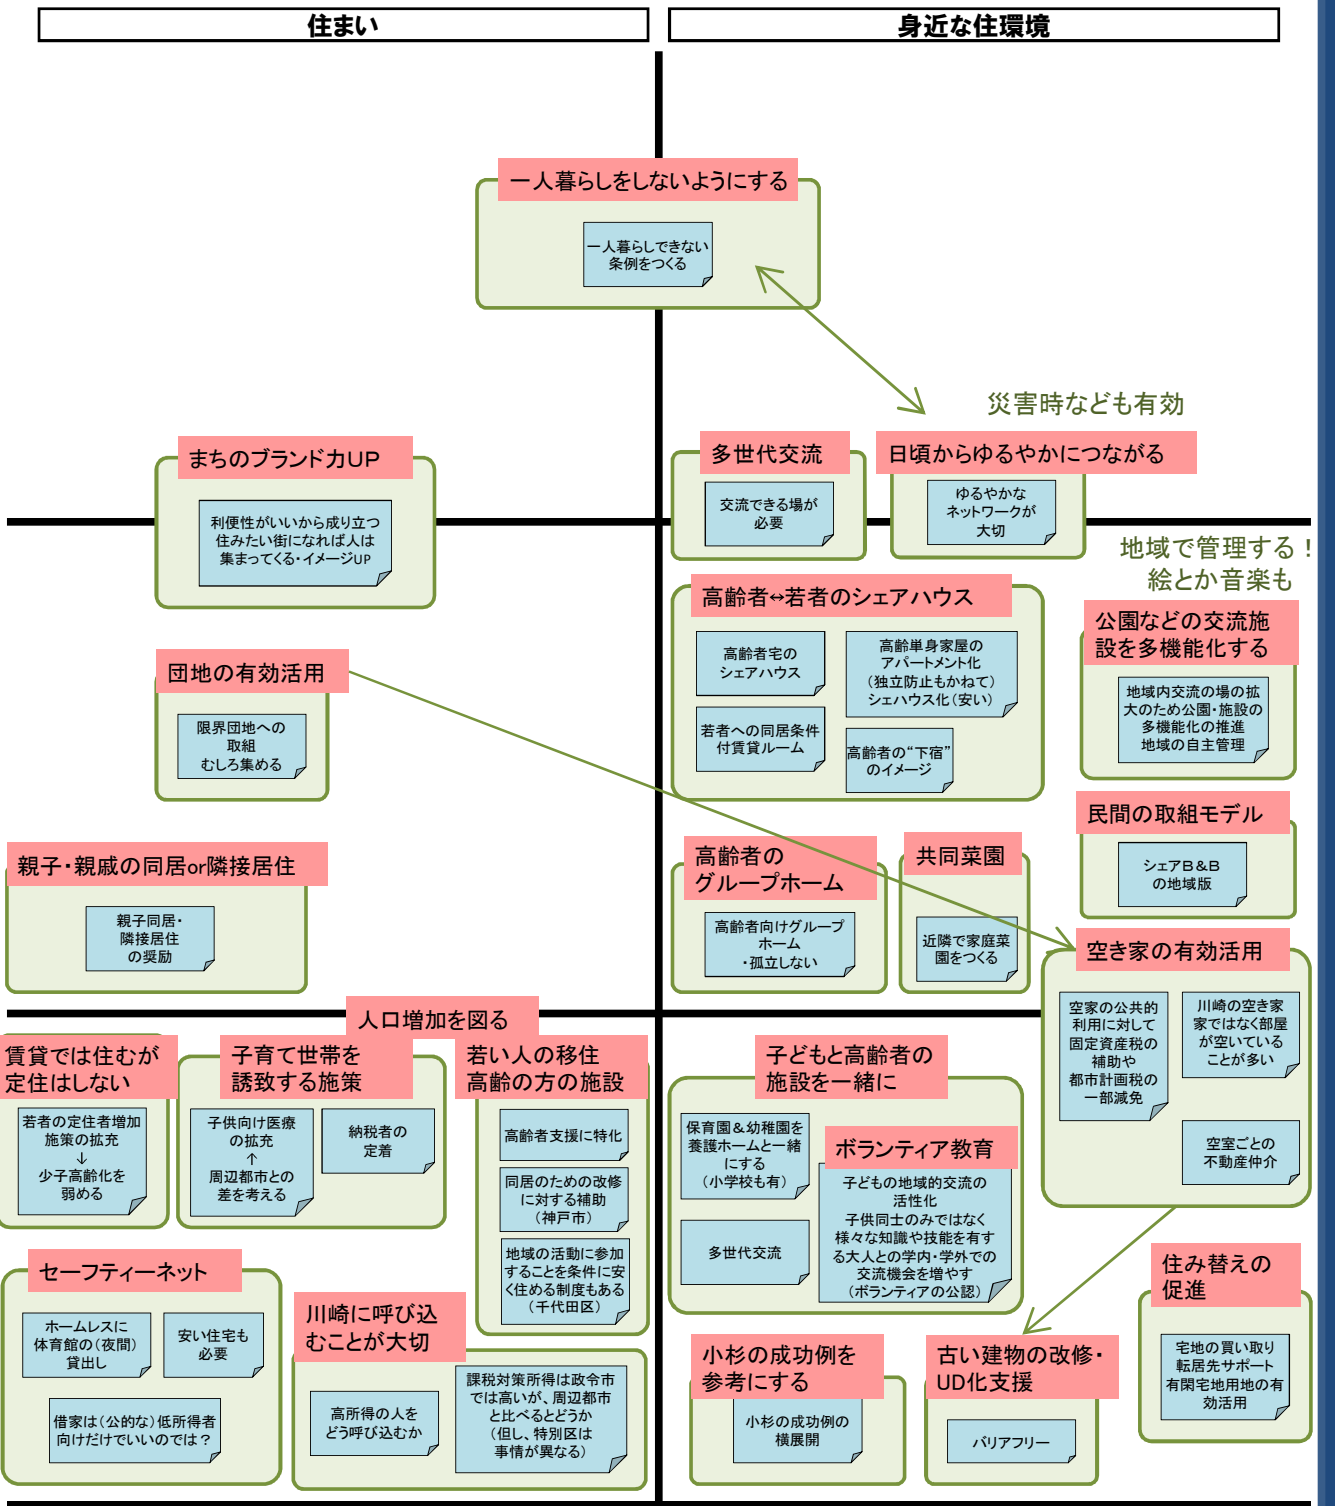 住まい
身近な住環境
一人暮らしをしないようにする
一人暮らしできない
条例をつくる
災害時なども有効
まちのブランド力UP
利便性がいいから成り立つ
住みたい街になれば人は
集まってくる・イメージUP
多世代交流
交流できる場が
必要
日頃からゆるやかにつながる
ゆるやかな
ネットワークが
大切
地域で管理する！
絵とか音楽も
高齢者↔若者のシェアハウス
高齢者宅の
シェアハウス
高齢単身家屋の
アパートメント化
（独立防止もかねて）
シェハウス化（安い）
若者への同居条件
付賃貸ルーム
高齢者の“下宿”
のイメージ
公園などの交流施
設を多機能化する
地域内交流の場の拡
大のため公園・施設の
多機能化の推進
地域の自主管理
団地の有効活用
限界団地への
取組
むしろ集める
民間の取組モデル
シェアB＆B
の地域版
親子・親戚の同居or隣接居住
親子同居・
隣接居住
の奨励
高齢者の
グループホーム
高齢者向けグループ
ホーム
・孤立しない
共同菜園
近隣で家庭菜
園をつくる
空き家の有効活用
空家の公共的
利用に対して
固定資産税の
補助や
都市計画税の
一部減免
川崎の空き家
家ではなく部屋
が空いている
ことが多い
空室ごとの
不動産仲介
人口増加を図る
賃貸では住むが
定住はしない
若者の定住者増加
施策の拡充
↓
少子高齢化を
弱める
子育て世帯を
誘致する施策
子供向け医療
の拡充
↑
周辺都市との
差を考える
納税者の
定着
若い人の移住
高齢の方の施設
高齢者支援に特化
同居のための改修
に対する補助
（神戸市）
地域の活動に参加
することを条件に安
く住める制度もある
（千代田区）
子どもと高齢者の
施設を一緒に
保育園＆幼稚園を
養護ホームと一緒
にする
（小学校も有）
多世代交流
ボランティア教育
子どもの地域的交流の
活性化
子供同士のみではなく
様々な知識や技能を有す
る大人との学内・学外での
交流機会を増やす
（ボランティアの公認）
セーフティーネット
ホームレスに
体育館の（夜間）
貸出し
安い住宅も
必要
借家は（公的な）低所得者
向けだけでいいのでは？
川崎に呼び込
むことが大切
高所得の人を
どう呼び込むか
課税対策所得は政令市
では高いが、周辺都市
と比べるとどうか
（但し、特別区は
事情が異なる）
小杉の成功例を
参考にする
小杉の成功例の
横展開
古い建物の改修・
UD化支援
バリアフリー
住み替えの
促進
宅地の買い取り
転居先サポート
有閑宅地用地の有
効活用